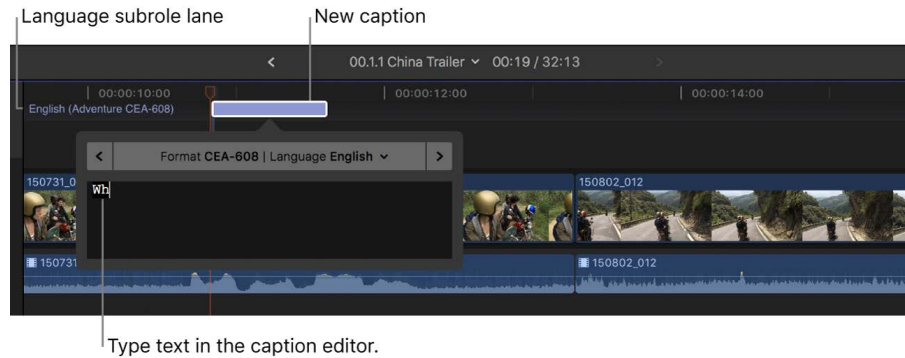 Language subrole lane
New caption
00.1.1 China Trailer 00:19 / 32:13
00:00:10:00
00:00:12:00
00:00:14:00
English (Adventure CEA-608)
Format CEA-608 | Language English
150731_0
150802_012
Wh
150731
150802_012
Type text in the caption editor.